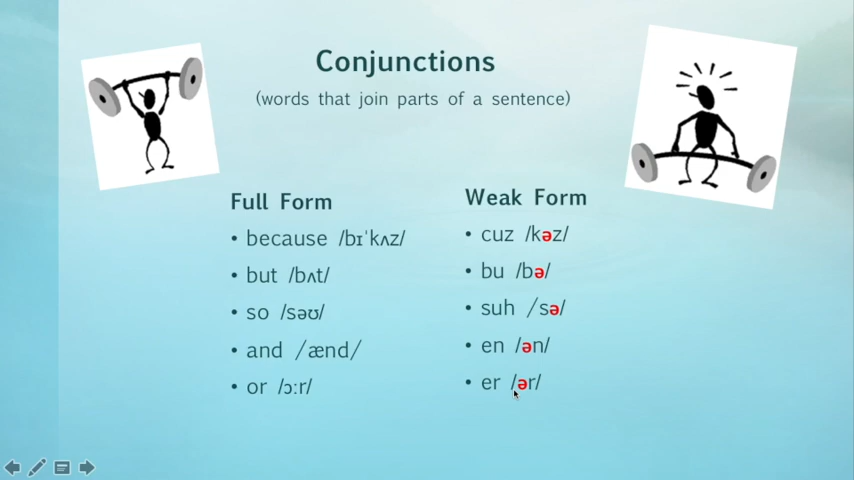 Conjunctions
(words that join parts of a sentence)
Full Form
• because /bɪˈkʌz/
• but /bʌt/
• so /səʊ/
• and /ænd/
• or /ɔːr/
Weak Form
• cuz /kəz/
• bu /bə/
• suh /sə/
• en /ən/
• er /ər/